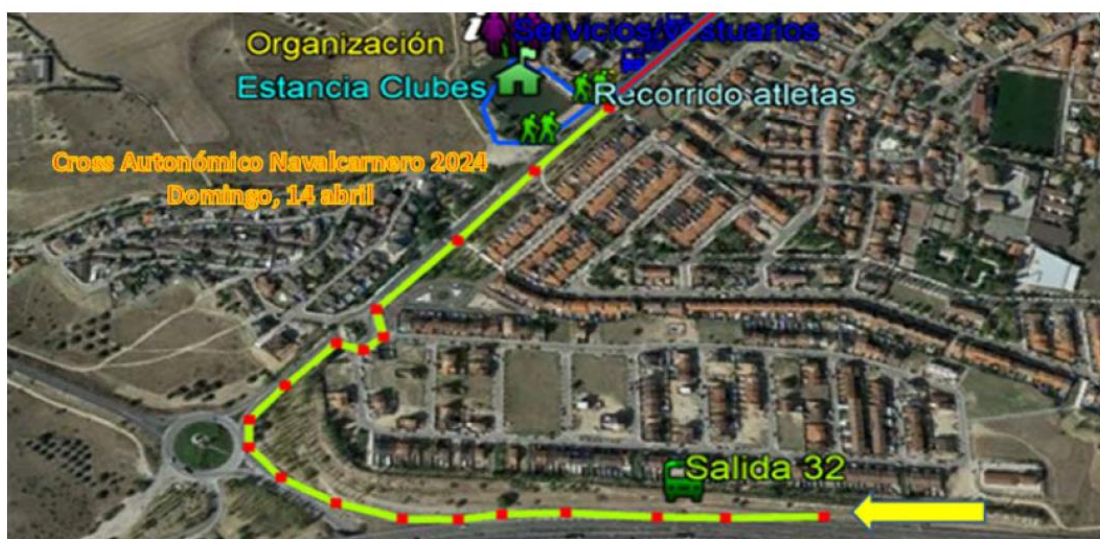 Servicios/Vestuarios
Organización
Estancia Clubes
Recorrido atletas
Cross Autonómico Navalcarnero 2024
Domingo, 14 abril
Salida 32